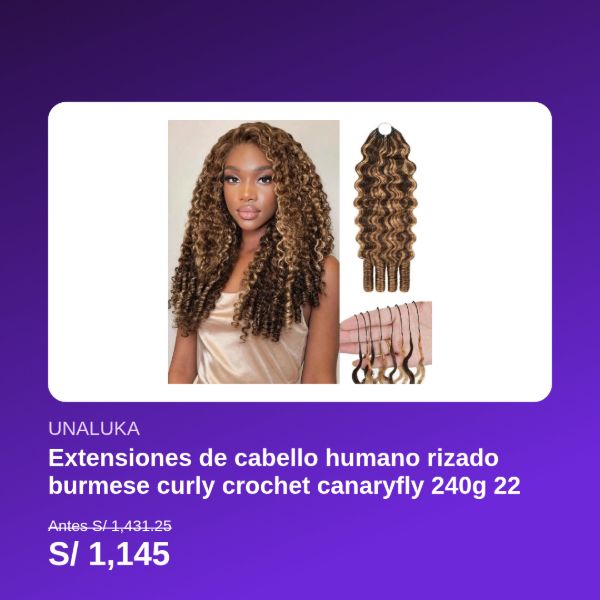 UNALUKA
Extensiones de cabello humano rizado
burmese curly crochet canaryfly 240g 22
Antes S/ 1,431.25
S/ 1,145